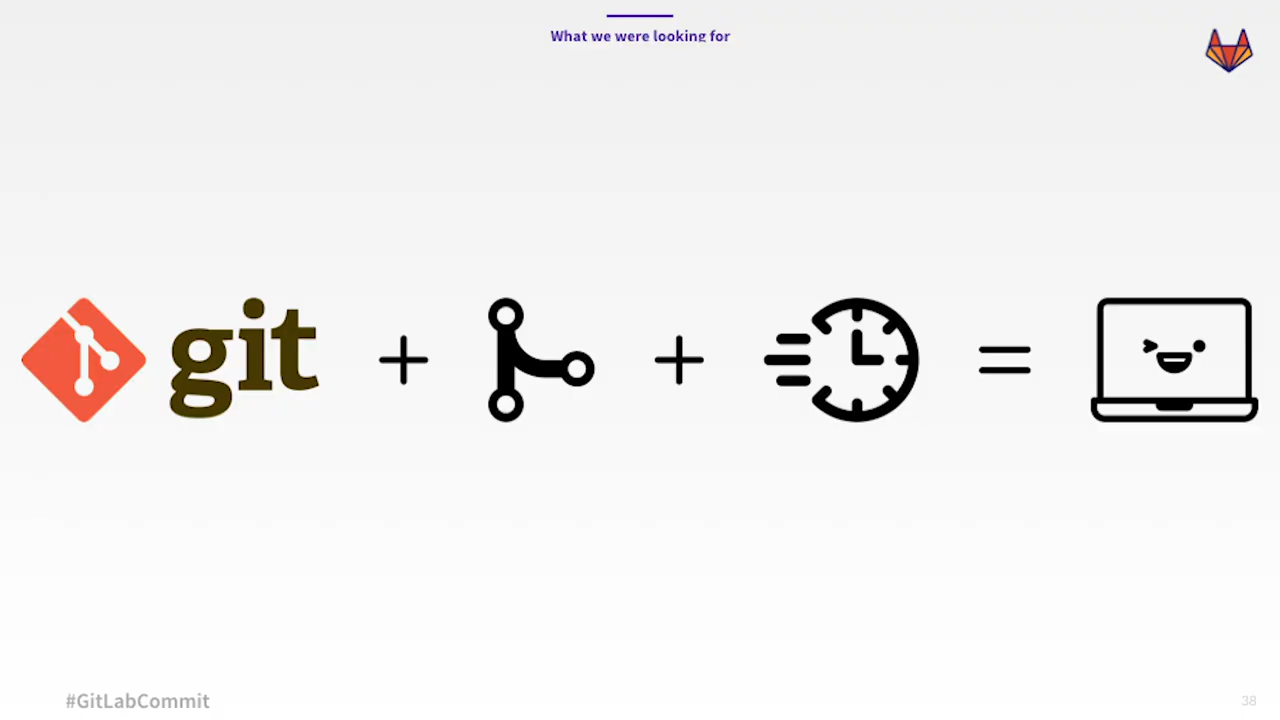 What we were looking for
git + + =
#GitLabCommit
38